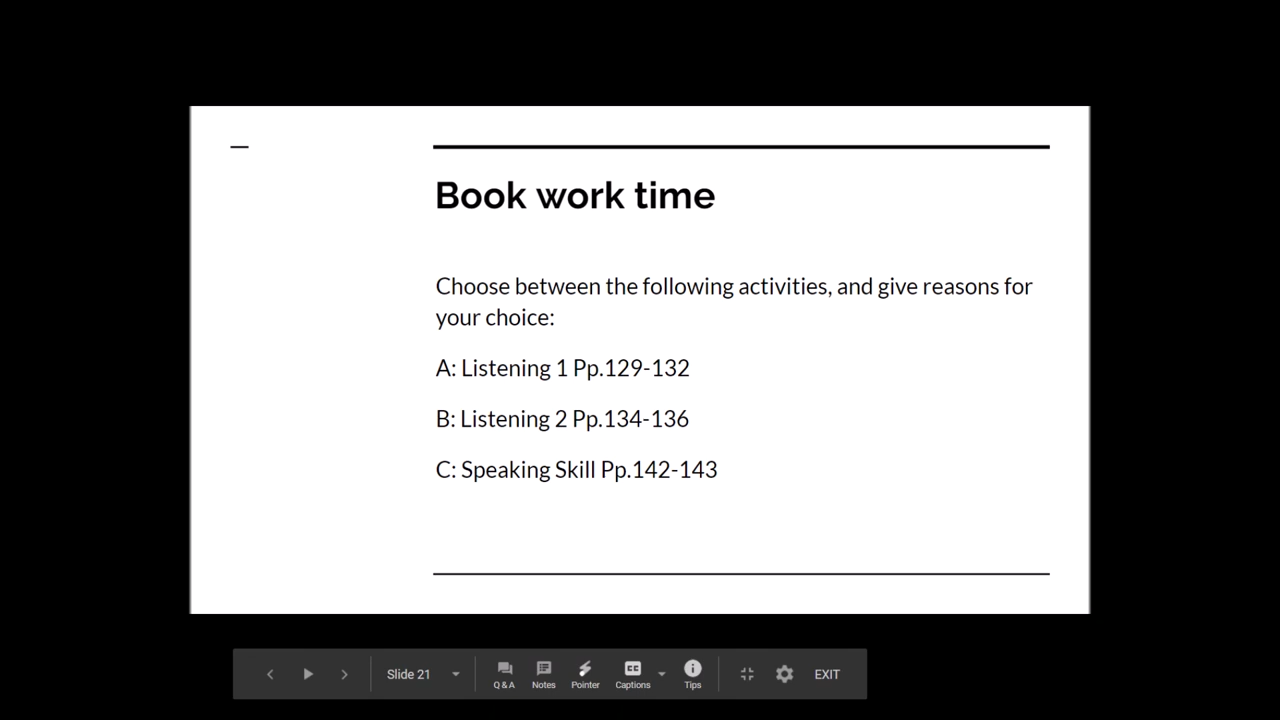 Book work time
Choose between the following activities, and give reasons for
your choice:
A: Listening 1 Pp.129-132
B: Listening 2 Pp.134-136
C: Speaking Skill Pp.142-143
Slide 21
Q & A
Notes
Pointer
CC
Captions
Tips
EXIT